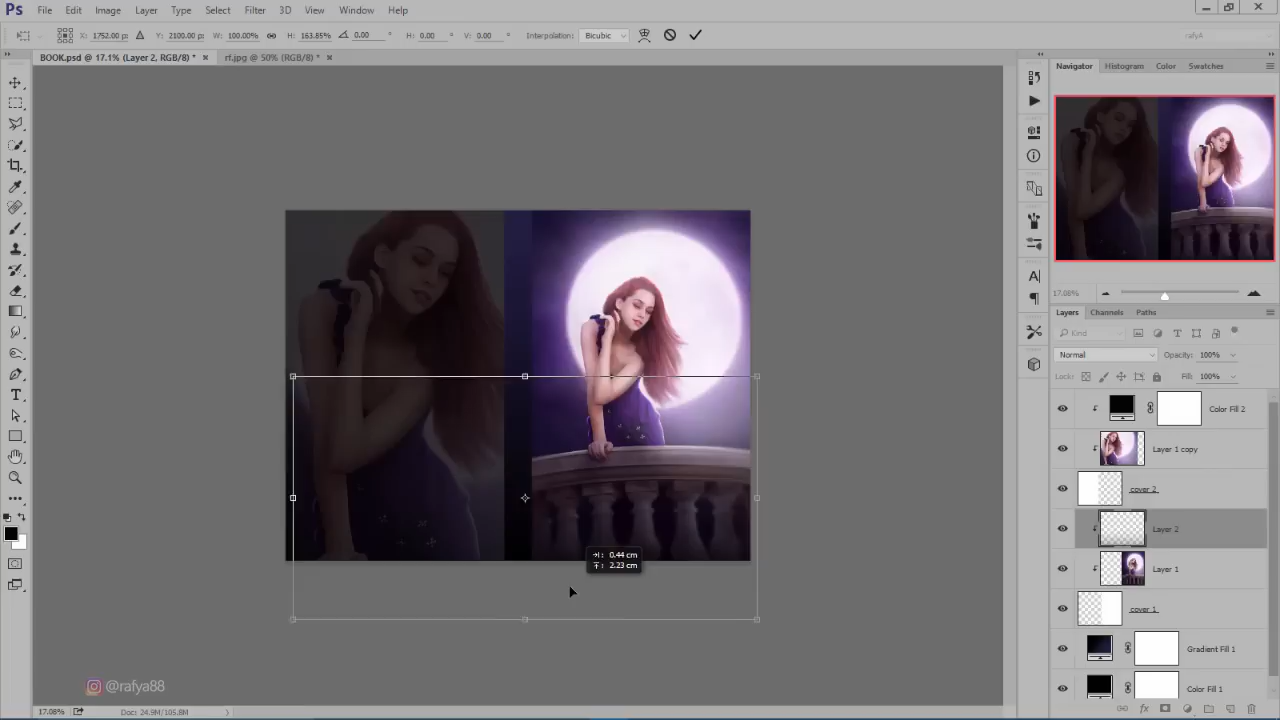 Ps File Edit Image Layer Type Select Filter 3D View Window Help
X: 1752.00 px Y: 2100.00 px W: 100.00% H: 163.85% 0.00 ° H: 0.00 ° V: 0.00 ° Interpolation: Bicubic rafyA
BOOK.psd @ 17.1% (Layer 2, RGB/8) * × rf.jpg @ 50% (RGB/8) * ×
Navigator Histogram Color Swatches
17.08%
Layers Channels Paths
Kind
Normal Opacity: 100%
Lock: Fill: 100%
Color Fill 2
Layer 1 copy
cover 2
Layer 2
Layer 1
cover 1
Gradient Fill 1
Color Fill 1
→I: 0.44 cm
0.44 cm
2.23 cm
@rafya88
17.08% Doc: 24.9M/105.8M